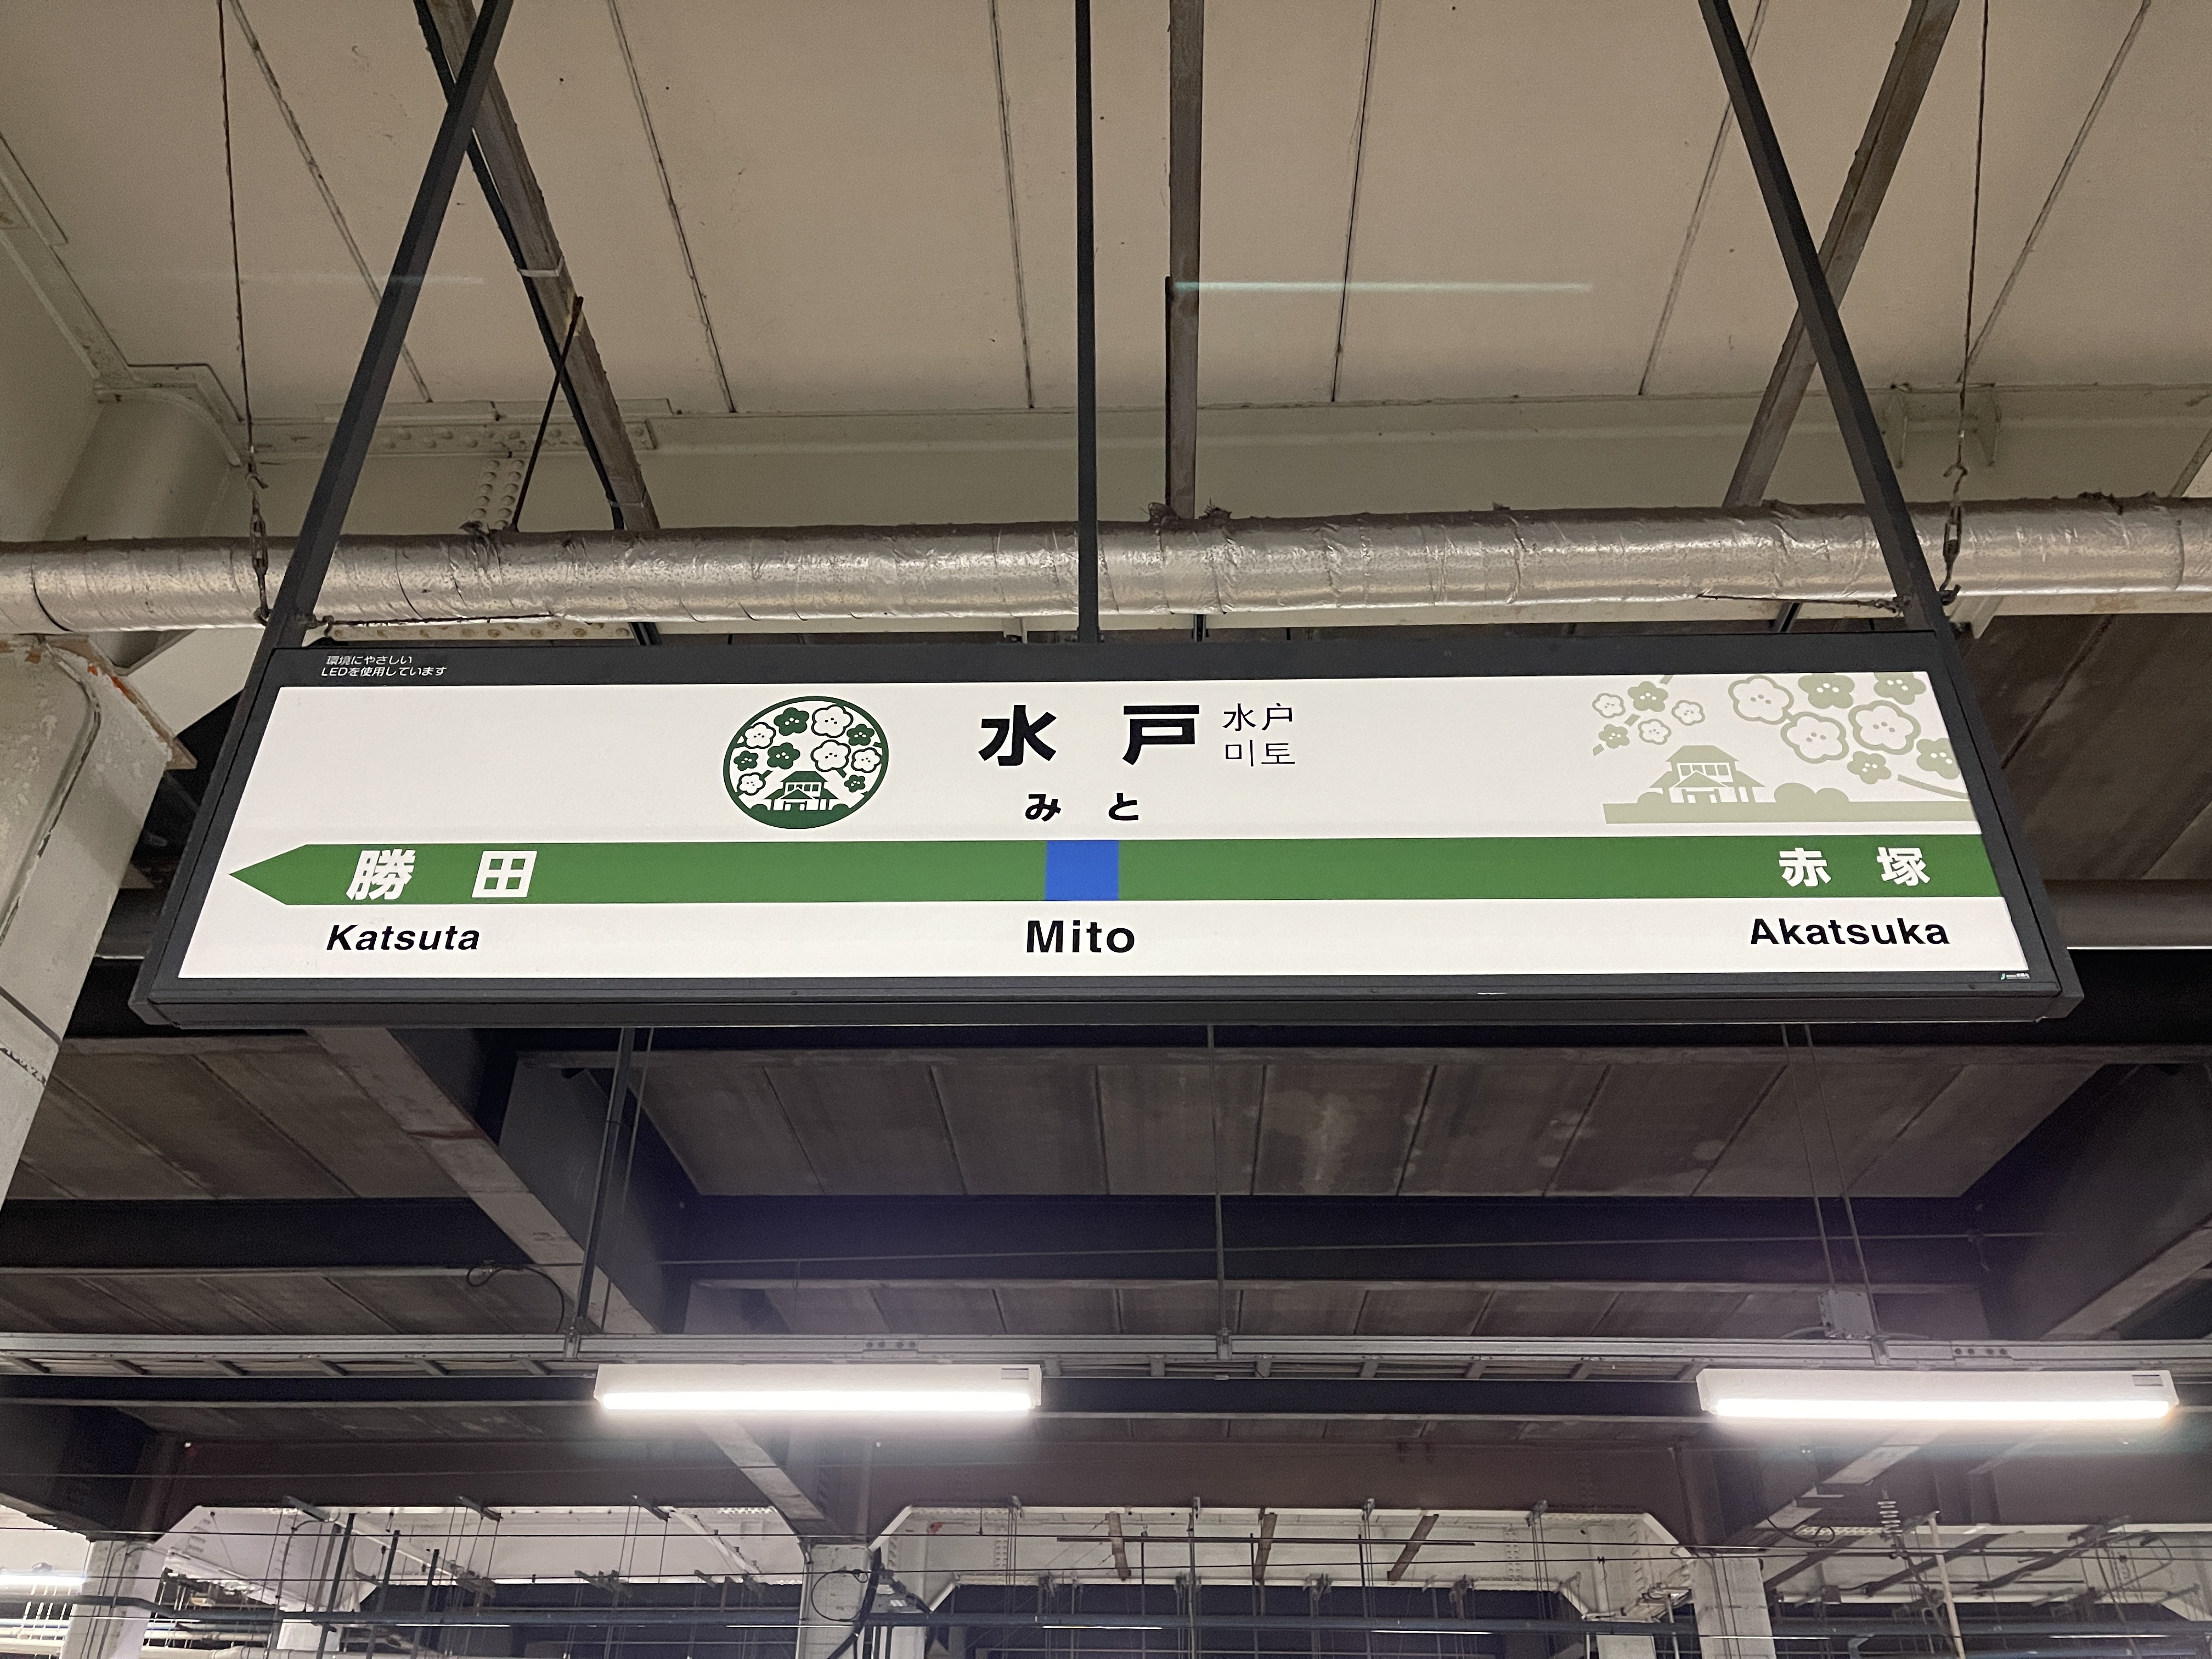 環境にやさしい
LEDを使用しています
水戸
水户
미토
みと
勝田
赤塚
Katsuta
Mito
Akatsuka